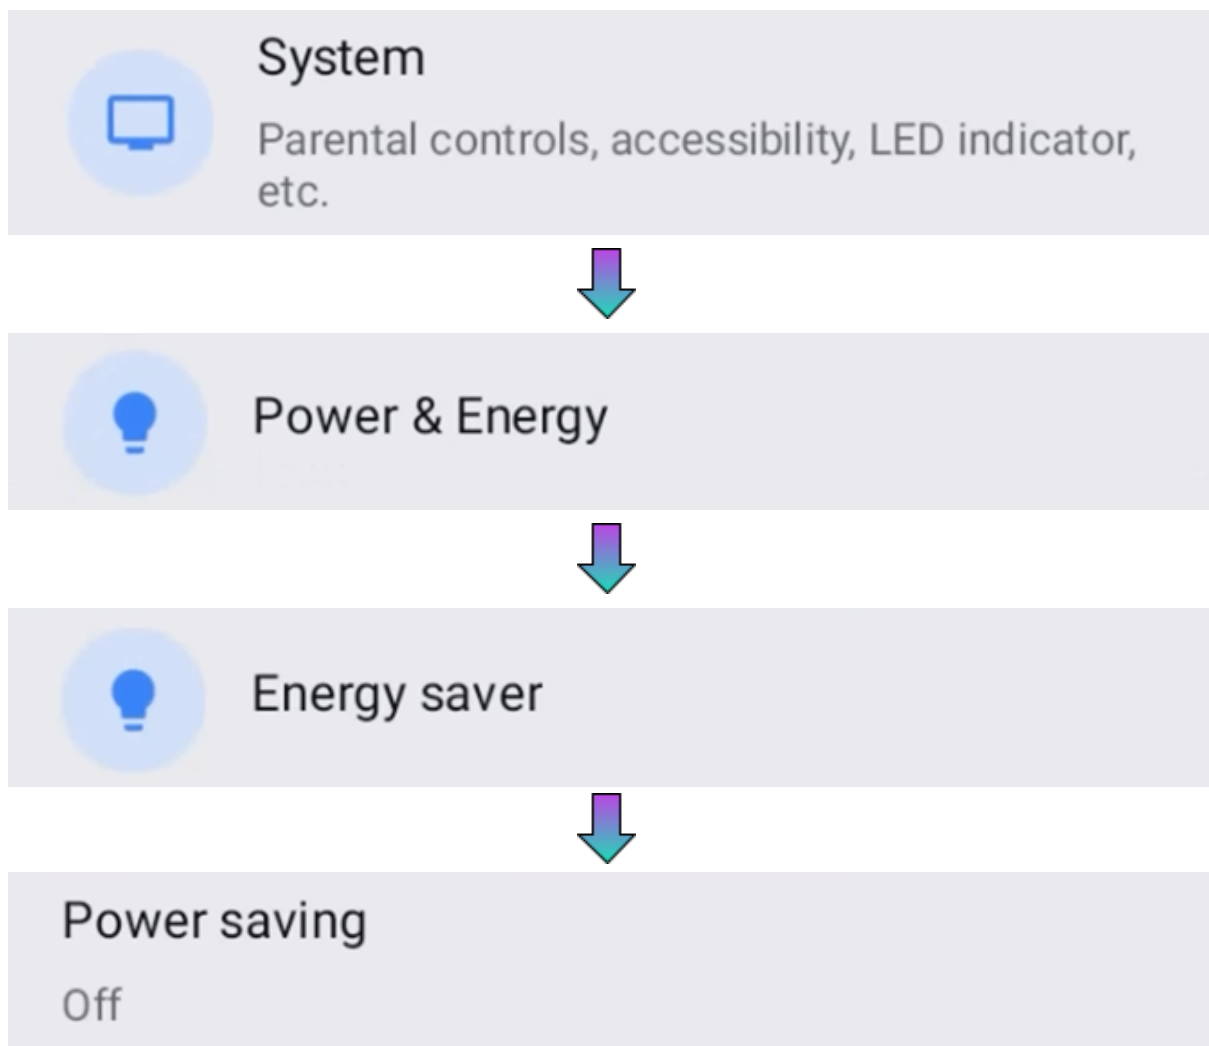 System
Parental controls, accessibility, LED indicator,
etc.
Power & Energy
Energy saver
Power saving
Off